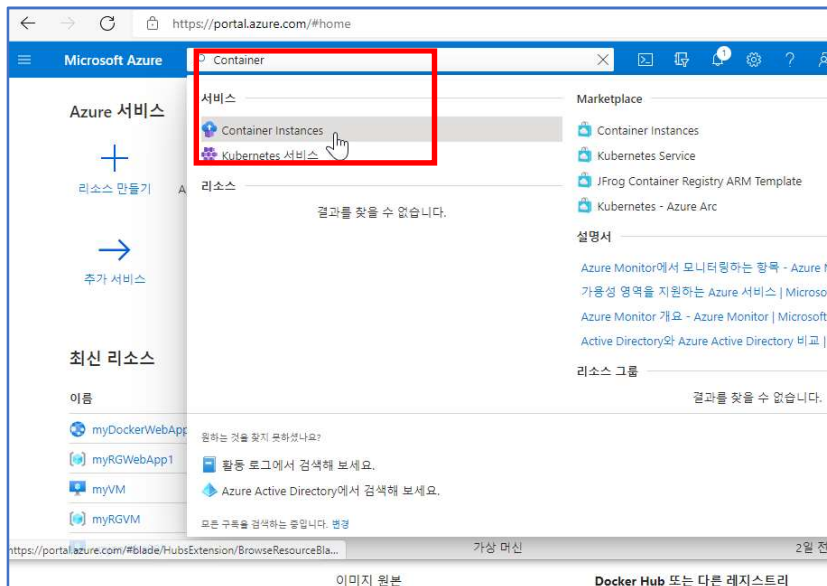 https://portal.azure.com/#home
Microsoft Azure
Container
1
Azure 서비스
리소스 만들기
A
추가 서비스
최신 리소스
이름
myDockerWebApp
myRGWebApp1
myVM
myRGVM
서비스
Container Instances
Kubernetes 서비스
리소스
결과를 찾을 수 없습니다.
Marketplace
Container Instances
Kubernetes Service
JFrog Container Registry ARM Template
Kubernetes - Azure Arc
설명서
Azure Monitor에서 모니터링하는 항목 - Azure
가용성 영역을 지원하는 Azure 서비스 | Microso
Azure Monitor 개요 - Azure Monitor | Microsoft
Active Directory와 Azure Active Directory 비교 |
리소스 그룹
결과를 찾을 수 없습니다.
원하는 것을 찾지 못하셨나요?
활동 로그에서 검색해 보세요.
Azure Active Directory에서 검색해 보세요.
모든 구독을 검색하는 중입니다. 변경
https://portal.azure.com/#blade/HubsExtension/BrowseResourceBla...
가상 머신
2일 전
이미지 원본
Docker Hub 또는 다른 레지스트리